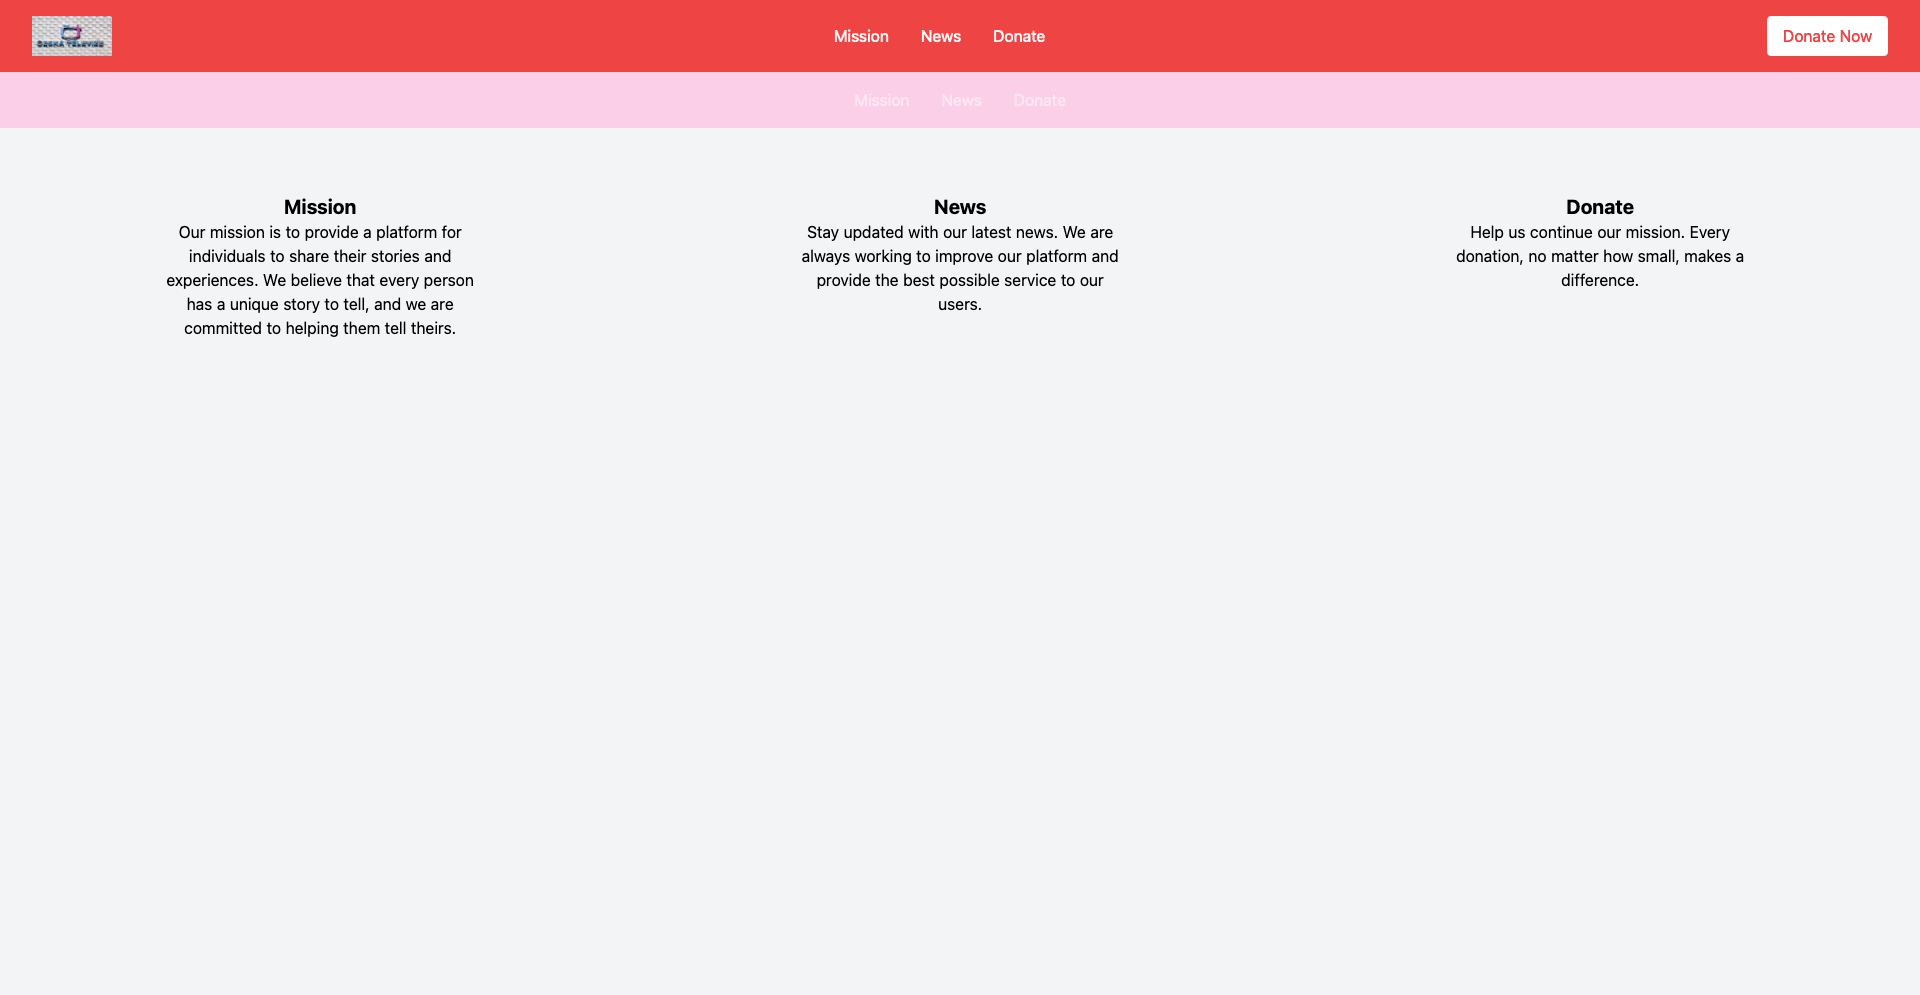 Mission
News
Donate
Donate Now
Mission
News
Donate
Mission
Our mission is to provide a platform for
individuals to share their stories and
experiences. We believe that every person
has a unique story to tell, and we are
committed to helping them tell theirs.
News
Stay updated with our latest news. We are
always working to improve our platform and
provide the best possible service to our
users.
Donate
Help us continue our mission. Every
donation, no matter how small, makes a
difference.